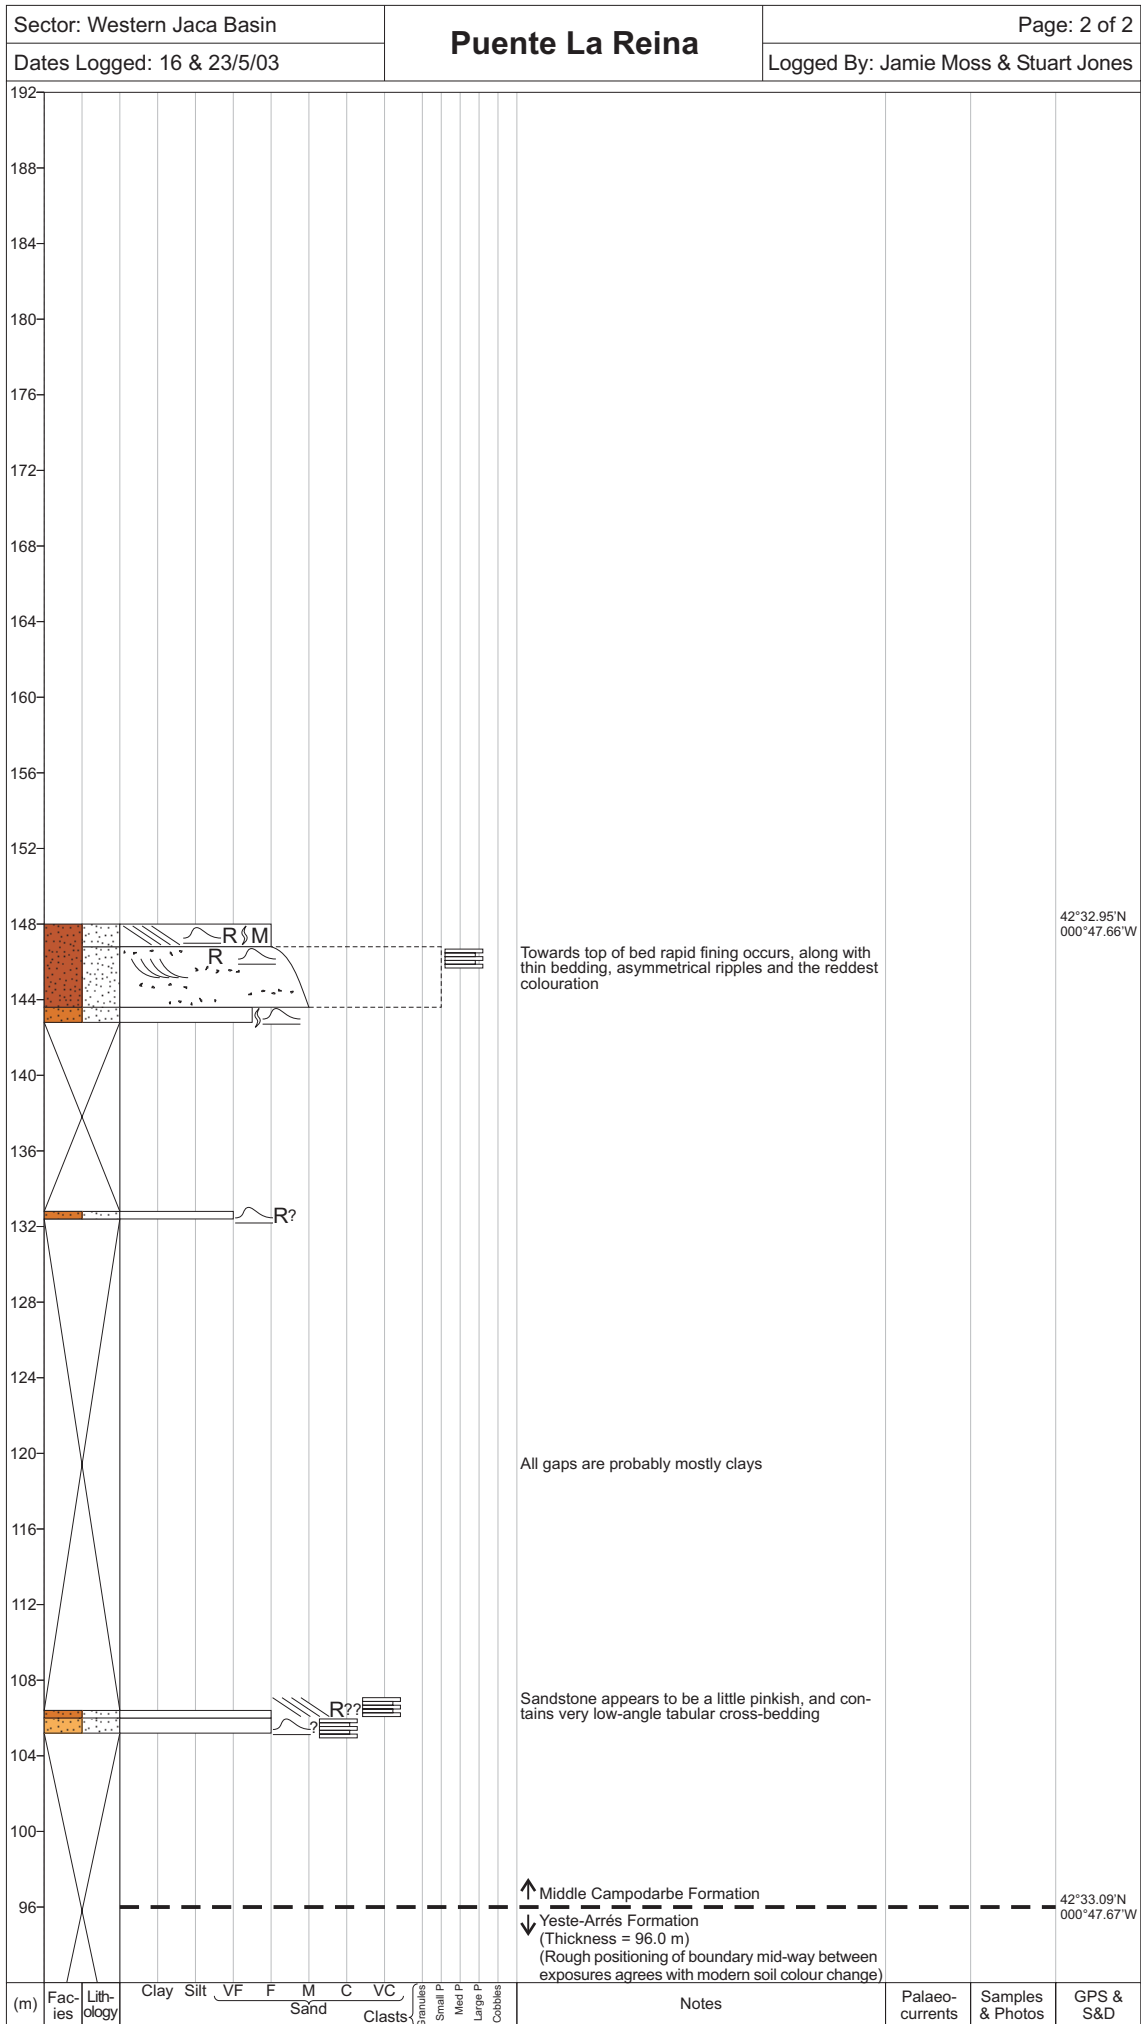 Sector: Western Jaca Basin
Dates Logged: 16 & 23/5/03
Puente La Reina
Page: 2 of 2
Logged By: Jamie Moss & Stuart Jones
192
188
184
180
176
172
168
164
160
156
152
148
42°32.95'N
000°47.66'W
R M
R
Towards top of bed rapid fining occurs, along with
thin bedding, asymmetrical ripples and the reddest
colouration
144
140
136
132
R?
128
124
120
All gaps are probably mostly clays
116
112
108
R??
?
Sandstone appears to be a little pinkish, and con-
tains very low-angle tabular cross-bedding
104
100
Middle Campodarbe Formation
96
42°33.09'N
000°47.67'W
Yeste-Arrés Formation
(Thickness = 96.0 m)
(Rough positioning of boundary mid-way between
exposures agrees with modern soil colour change)
(m)
Fac-
ies
Lith-
ology
Clay Silt VF F M C VC
Sand
Clasts
Granules
Small P
Med P
Large P
Cobbles
Notes
Palaeo-
currents
Samples
& Photos
GPS &
S&D